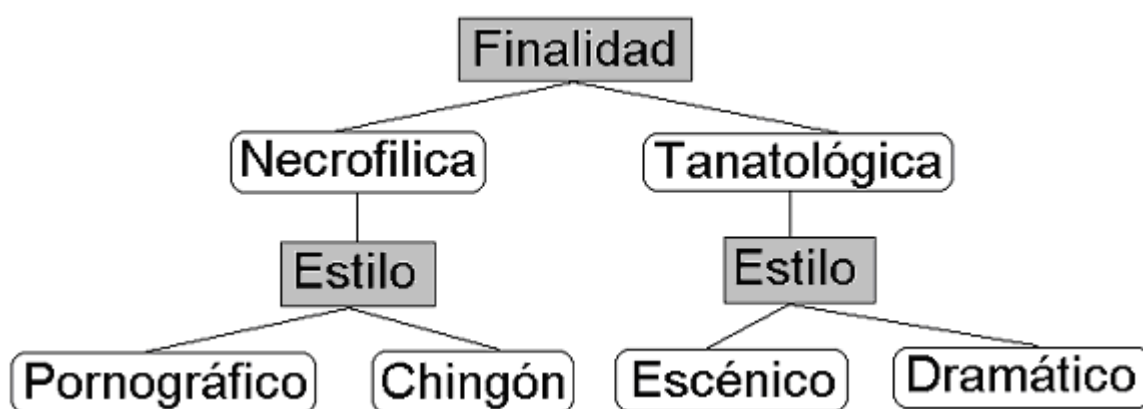 Finalidad
Necrofilica
Tanatológica
Estilo
Estilo
Pornográfico
Chingón
Escénico
Dramático